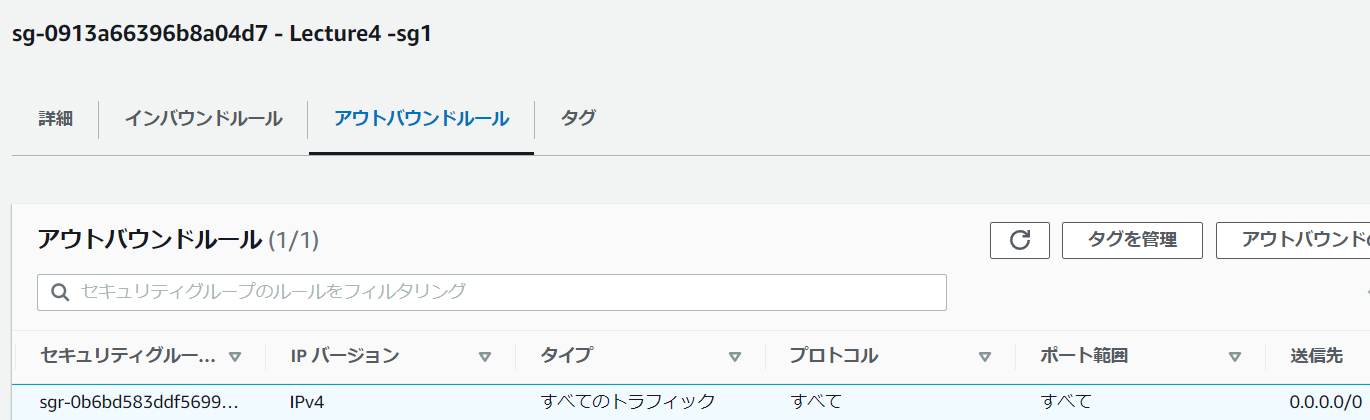 sg-0913a66396b8a04d7 - Lecture4 -sg1
詳細 インバウンドルール アウトバウンドルール タグ
アウトバウンドルール (1/1) タグを管理 アウトバウンドの
セキュリティグループのルールをフィルタリング
セキュリティグルー... IP バージョン タイプ プロトコル ポート範囲 送信先
sgr-0b6bd583ddf5699... IPv4 すべてのトラフィック すべて すべて 0.0.0.0/0